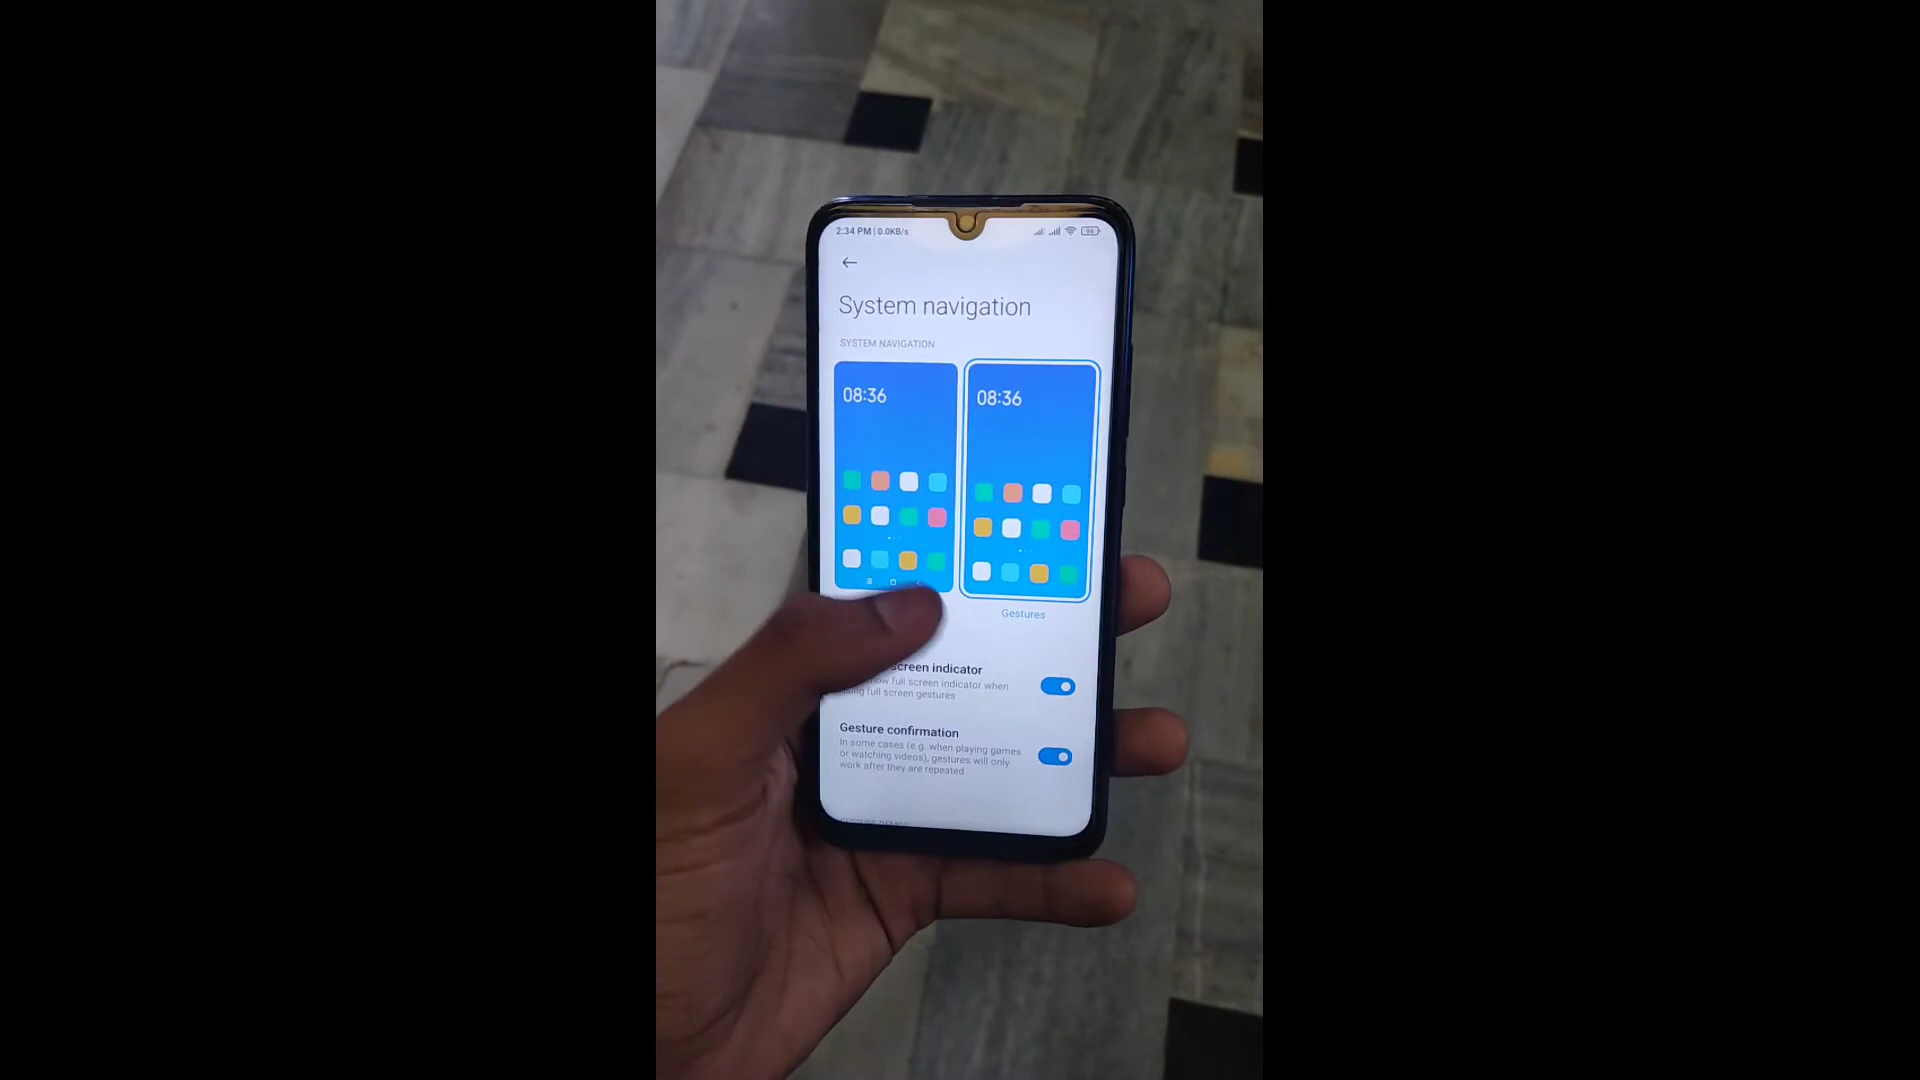 2:34 PM | 0.0KB/s
94
System navigation
SYSTEM NAVIGATION
08:36
08:36
Gestures
screen indicator
full screen indicator when
full screen gestures
Gesture confirmation
In some cases (e.g. when playing games
or watching videos), gestures will only
work after they are repeated